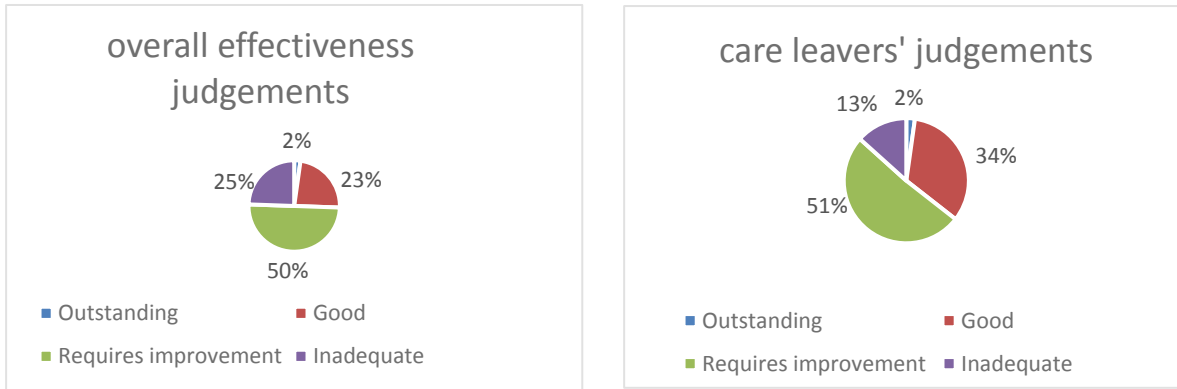 overall effectiveness
judgements
2%
23%
25%
50%
Outstanding
Good
Requires improvement
Inadequate
care leavers' judgements
2%
13%
34%
51%
Outstanding
Good
Requires improvement
Inadequate